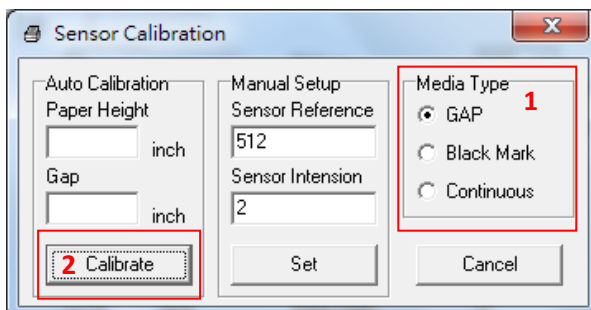 Sensor Calibration
Auto Calibration
Paper Height
inch
Gap
inch
2 Calibrate
Manual Setup
Sensor Reference
512
Sensor Intension
2
Set
Media Type
1
GAP
Black Mark
Continuous
Cancel